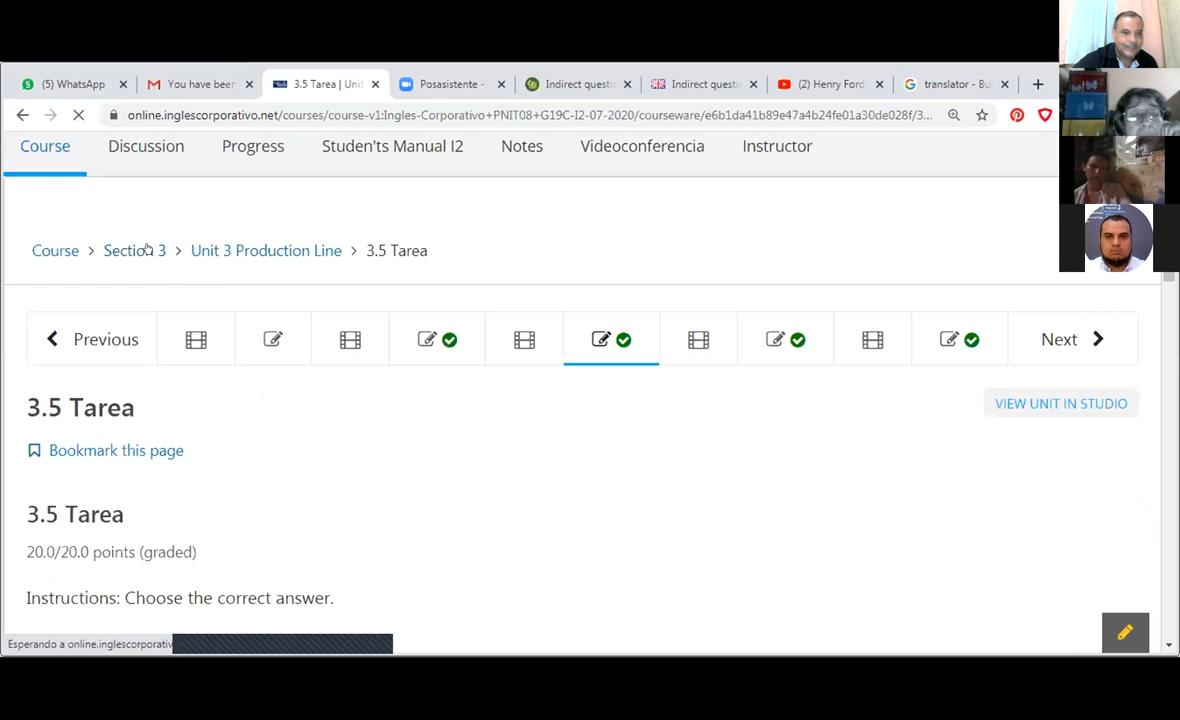 (5) WhatsApp
You have been
3.5 Tarea | Unit
Posasistente -
Indirect questio
Indirect questio
(2) Henry Ford
translator - Bu
online.inglescorporativo.net/courses/course-v1:Ingles-Corporativo+PNIT08+G19C-I2-07-2020/courseware/e6b1da41b89e47a4b24fe01a30de028f/3...
Course
Discussion
Progress
Studen'ts Manual I2
Notes
Videoconferencia
Instructor
Course > Section 3 > Unit 3 Production Line > 3.5 Tarea
Previous
Next
3.5 Tarea
VIEW UNIT IN STUDIO
Bookmark this page
3.5 Tarea
20.0/20.0 points (graded)
Instructions: Choose the correct answer.
Esperando a online.inglescorporativ